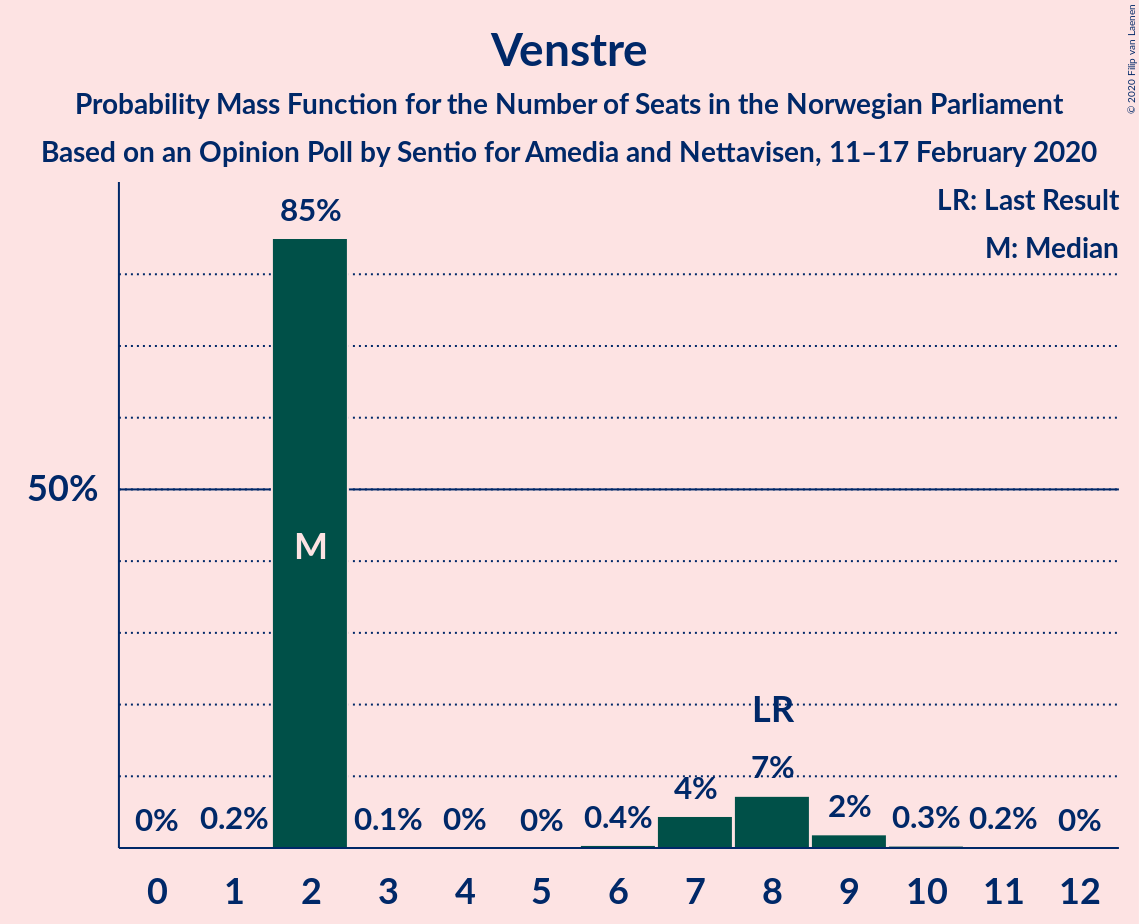 Venstre
Probability Mass Function for the Number of Seats in the Norwegian Parliament
Based on an Opinion Poll by Sentio for Amedia and Nettavisen, 11–17 February 2020
© 2020 Filip van Laenen
LR: Last Result
M: Median
85%
50%
M
LR
0% 0.2% 0.1% 0% 0% 0.4% 4% 7% 2% 0.3% 0.2% 0%
0 1 2 3 4 5 6 7 8 9 10 11 12